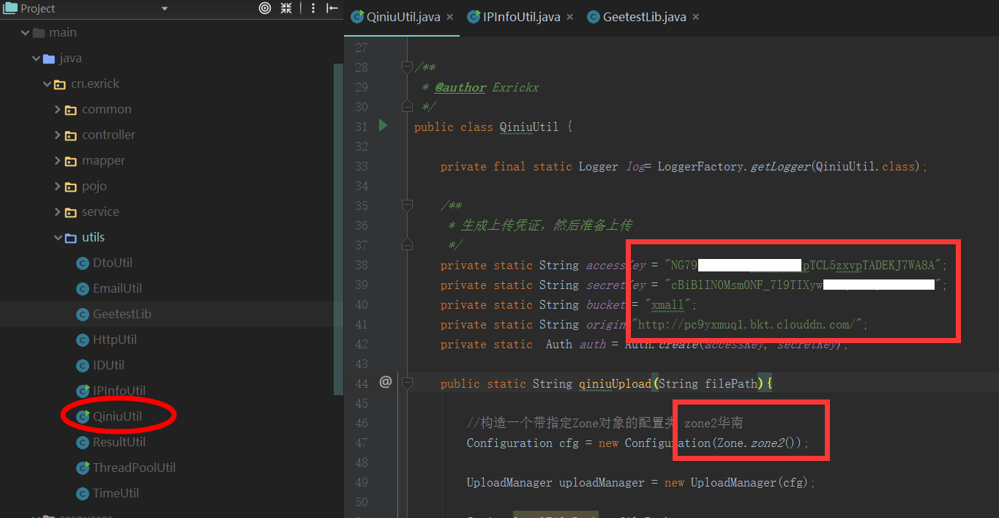 Project
main
java
cn.exrick
common
controller
mapper
pojo
service
utils
DtoUtil
EmailUtil
GeetestLib
HttpUtil
IDUtil
IPInfoUtil
QiniuUtil
ResultUtil
ThreadPoolUtil
TimeUtil
QiniuUtil.java
IPInfoUtil.java
GeetestLib.java
27
28 /**
29 * @author Exrickx
30 */
31 public class QiniuUtil {
32
33 private final static Logger log= LoggerFactory.getLogger(QiniuUtil.class);
34
35 /**
36 * 生成上传凭证，然后准备上传
37 */
38 private static String accessKey = "NG79 pTCL5zxvpTADEKJ7WA8A";
39 private static String secretKey = "cBiBlINOMsmONF_7l9TIXyw ";
40 private static String bucket = "xmall";
41 private static String origin "http://pc9yxmuq1.bkt.clouddn.com/";
42 private static Auth auth = Auth.create(accessKey, secretKey);
43
44 public static String qiniuUpload(String filePath){
45
46 //构造一个带指定Zone对象的配置类 zone2华南
47 Configuration cfg = new Configuration(Zone.zone2());
48
49 UploadManager uploadManager = new UploadManager(cfg);
50